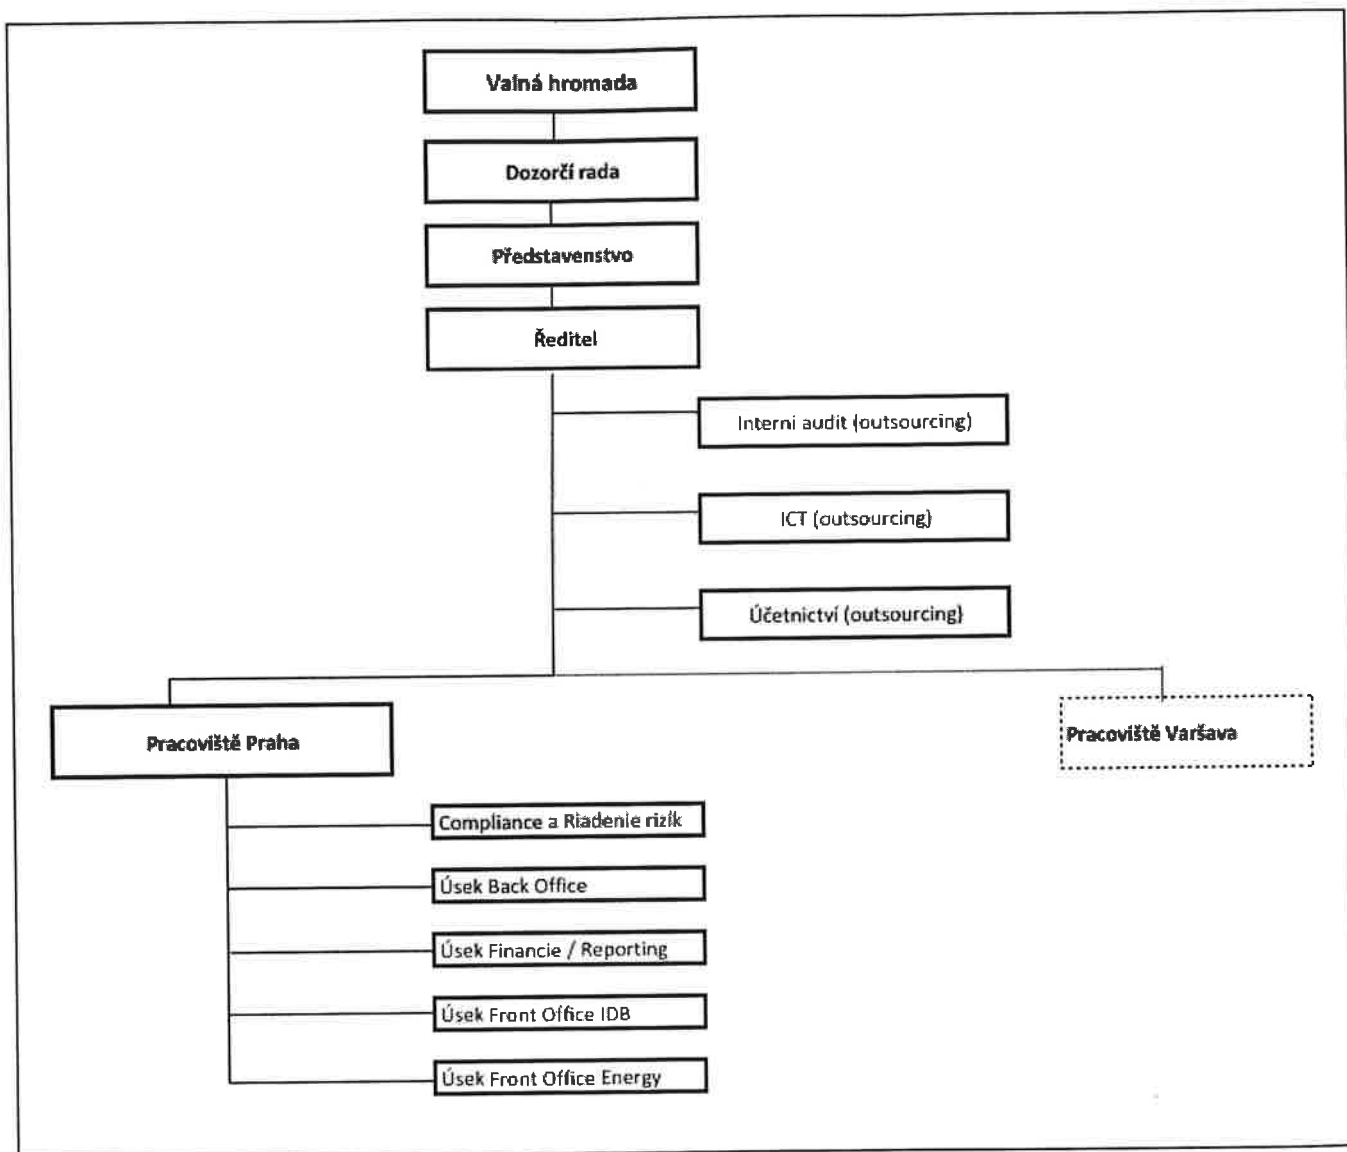 Valná hromada
Dozorčí rada
Představenstvo
Ředitel
Interni audit (outsourcing)
ICT (outsourcing)
Účetnictví (outsourcing)
Pracoviště Praha
Pracoviště Varšava
Compliance a Riadenie rizík
Úsek Back Office
Úsek Financie / Reporting
Úsek Front Office IDB
Úsek Front Office Energy